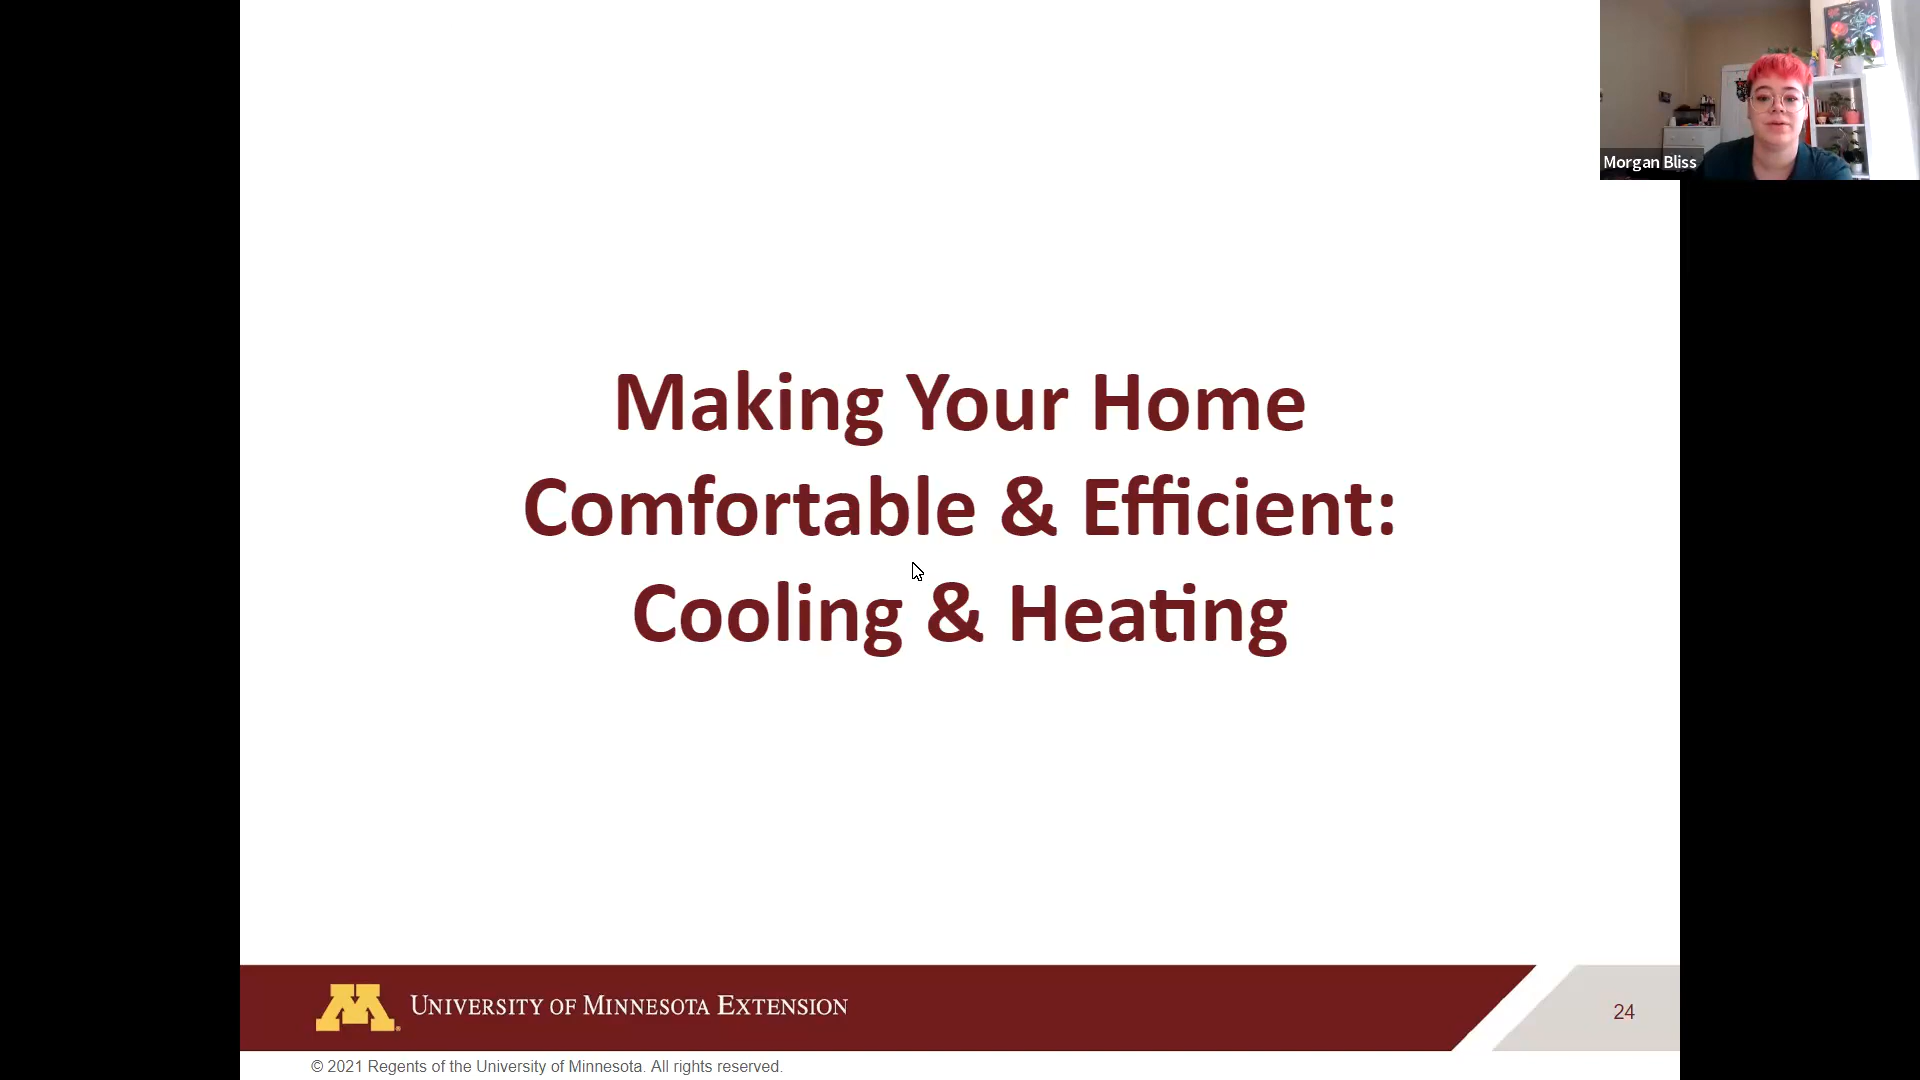 Morgan Bliss
Making Your Home
Comfortable & Efficient:
Cooling & Heating
M
UNIVERSITY OF MINNESOTA EXTENSION
24
© 2021 Regents of the University of Minnesota. All rights reserved.